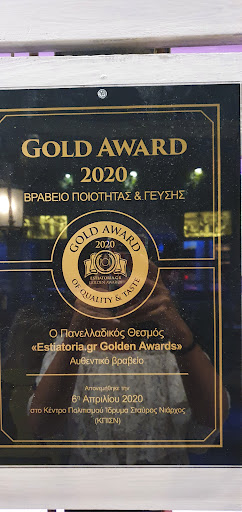 GOLD AWARD
2020
ΒΡΑΒΕΙΟ ΠΟΙΟΤΗΤΑΣ & ΓΕΥΣΗΣ
GOLD AWARD
2020
ESTIATORIA.GR
GOLDEN AWARDS
OF QUALITY & TASTE
Ο Πανελλαδικός Θεσμός
«Estiatoria.gr Golden Awards»
Αυθεντικό βραβείο
Απονεμήθηκε την
6η Απριλίου 2020
στο Κέντρο Πολιτισμού Ίδρυμα Σταύρος Νιάρχος
(ΚΠΙΣΝ)